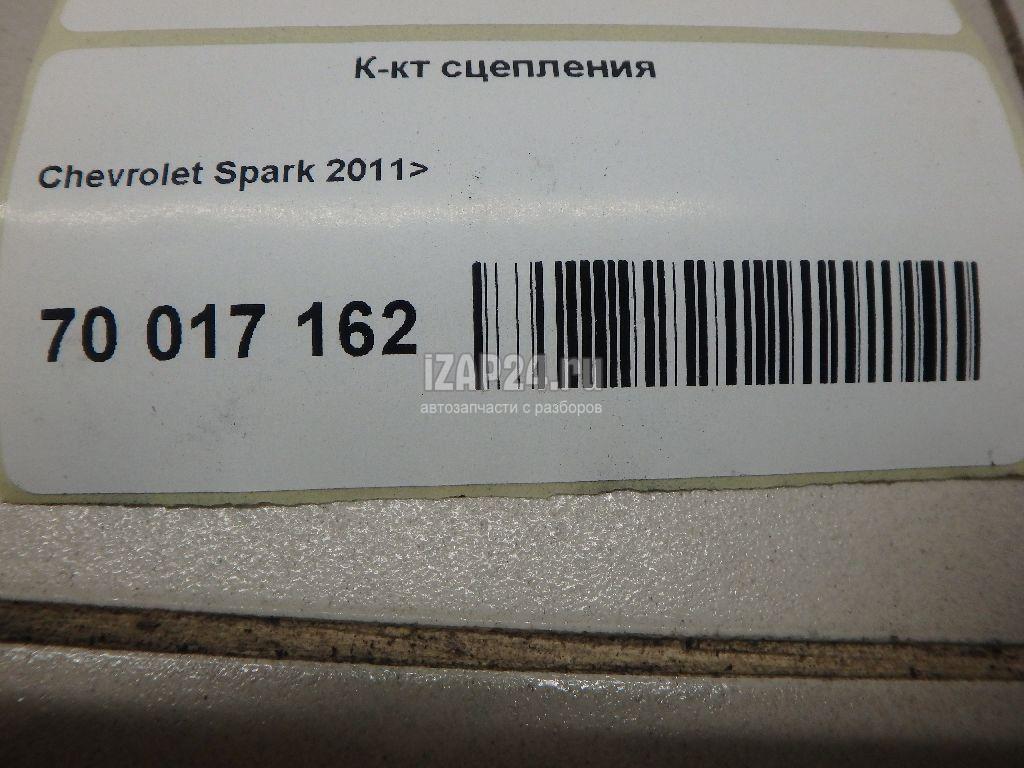 К-кт сцепления
Chevrolet Spark 2011>
70 017 162
iZAP24.ru
автозапчасти с разборов